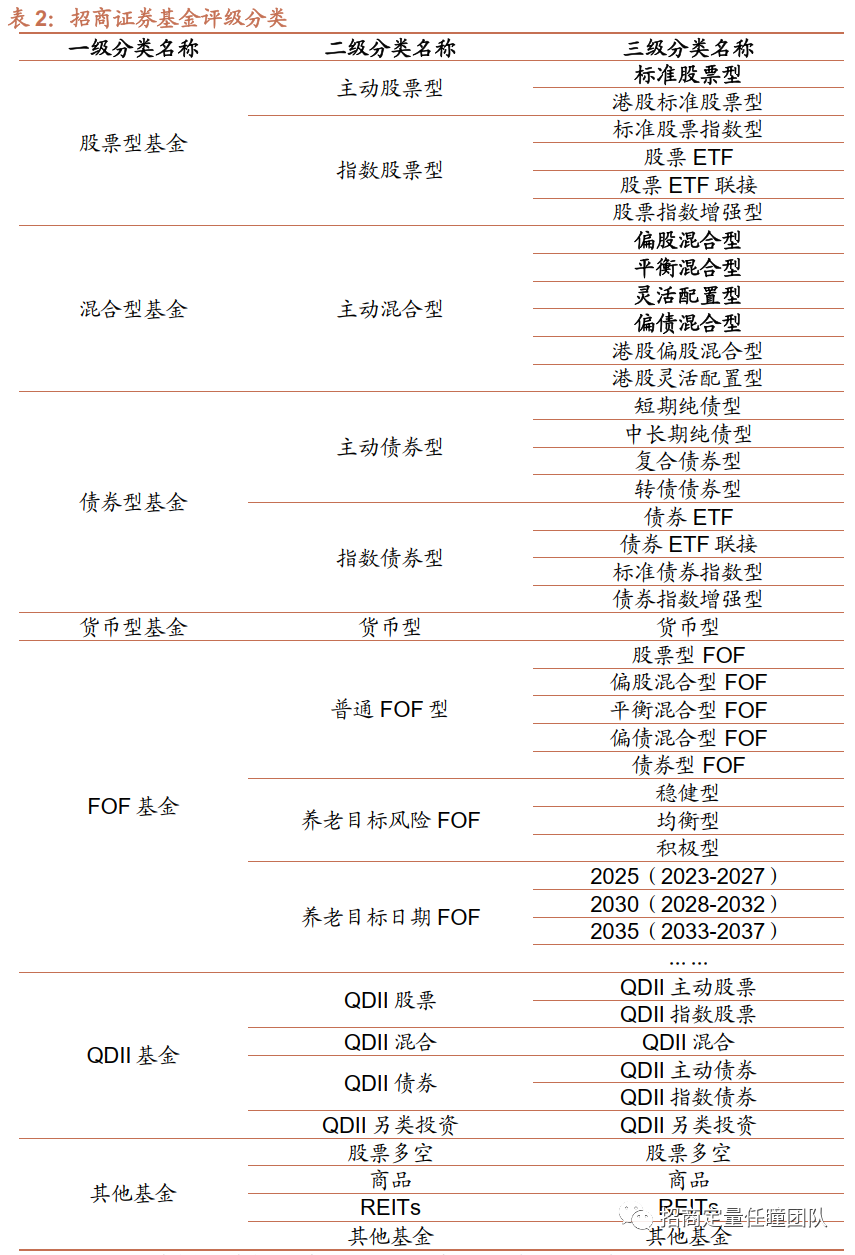 表 2：招商证券基金评级分类
一级分类名称 二级分类名称 三级分类名称
股票型基金 主动股票型 标准股票型
港股标准股票型
指数股票型 标准股票指数型
股票 ETF
股票 ETF 联接
股票指数增强型
混合型基金 主动混合型 偏股混合型
平衡混合型
灵活配置型
偏债混合型
港股偏股混合型
港股灵活配置型
债券型基金 主动债券型 短期纯债型
中长期纯债型
复合债券型
转债债券型
指数债券型 债券 ETF
债券 ETF 联接
标准债券指数型
债券指数增强型
货币型基金 货币型 货币型
FOF 基金 普通 FOF 型 股票型 FOF
偏股混合型 FOF
平衡混合型 FOF
偏债混合型 FOF
债券型 FOF
养老目标风险 FOF 稳健型
均衡型
积极型
养老目标日期 FOF 2025（2023-2027）
2030（2028-2032）
2035（2033-2037）
... ...
QDII 基金 QDII 股票 QDII 主动股票
QDII 指数股票
QDII 混合 QDII 混合
QDII 债券 QDII 主动债券
QDII 指数债券
QDII 另类投资 QDII 另类投资
其他基金 股票多空 股票多空
商品 商品
REITs REITs
招商定量任瞳团队
其他基金 其他基金